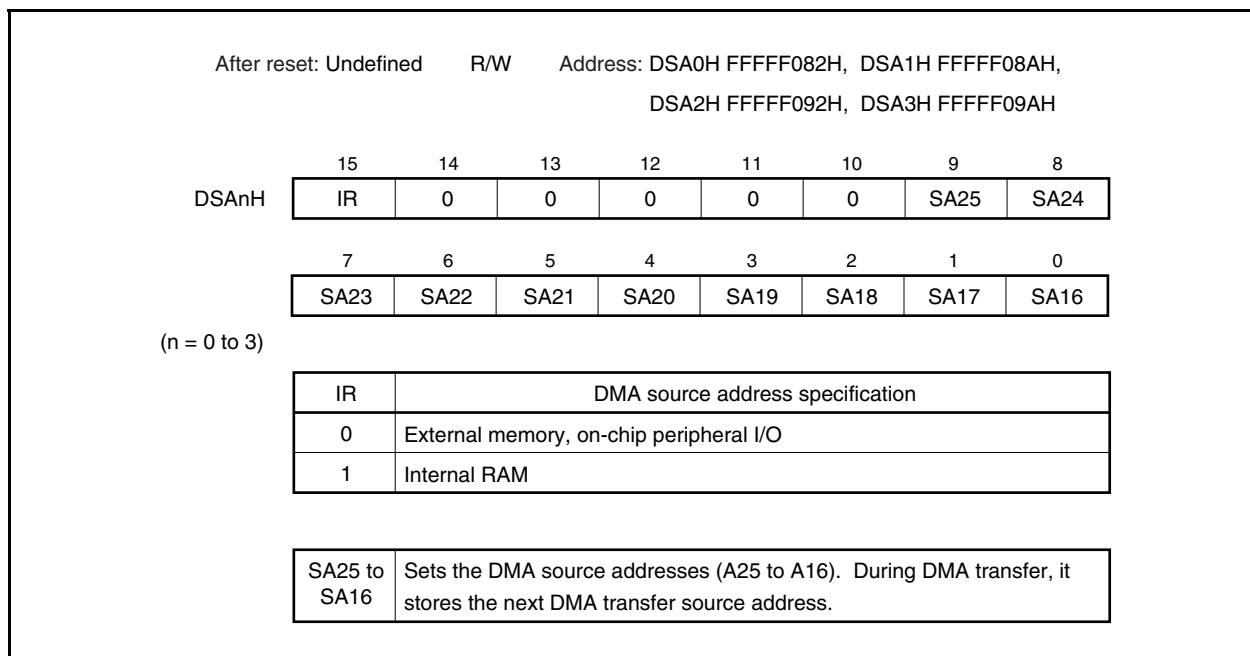 After reset: Undefined R/W Address: DSA0H FFFFF082H, DSA1H FFFFF08AH,
DSA2H FFFFF092H, DSA3H FFFFF09AH
15 14 13 12 11 10 9 8
DSAnH IR 0 0 0 0 0 SA25 SA24
7 6 5 4 3 2 1 0
SA23 SA22 SA21 SA20 SA19 SA18 SA17 SA16
(n = 0 to 3)
IR DMA source address specification
0 External memory, on-chip peripheral I/O
1 Internal RAM
SA25 to Sets the DMA source addresses (A25 to A16). During DMA transfer, it
SA16 stores the next DMA transfer source address.